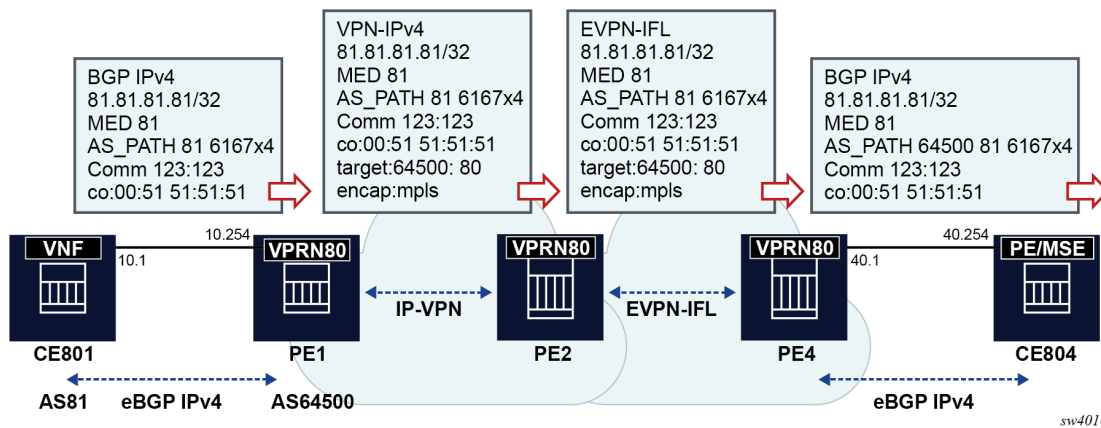 BGP IPv4
81.81.81.81/32
MED 81
AS_PATH 81 6167x4
Comm 123:123
co:00:51 51:51:51
VPN-IPv4
81.81.81.81/32
MED 81
AS_PATH 81 6167x4
Comm 123:123
co:00:51 51:51:51
target:64500: 80
encap:mpls
EVPN-IFL
81.81.81.81/32
MED 81
AS_PATH 81 6167x4
Comm 123:123
co:00:51 51:51:51
target:64500: 80
encap:mpls
BGP IPv4
81.81.81.81/32
MED 81
AS_PATH 64500 81 6167x4
Comm 123:123
co:00:51 51:51:51
VNF
10.1
10.254
VPRN80
VPRN80
VPRN80
40.1
40.254
PE/MSE
IP-VPN
EVPN-IFL
CE801
PE1
PE2
PE4
CE804
AS81
eBGP IPv4
AS64500
eBGP IPv4